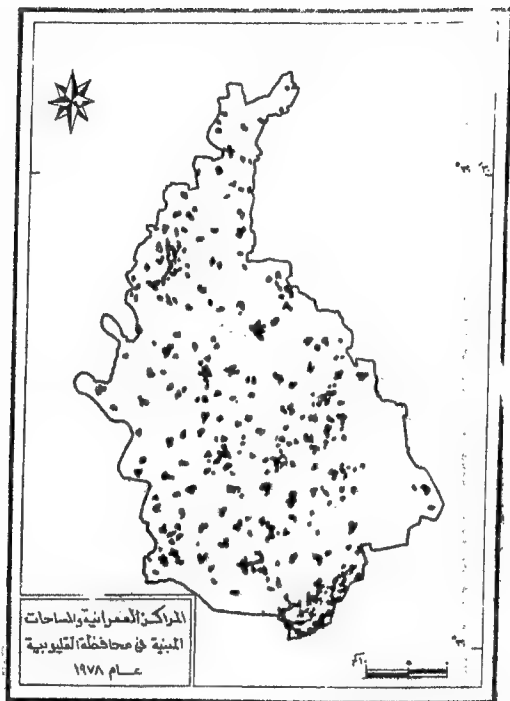 المراكز العمرانية والمساحات
المبنية في محافظة القليوبية
عام ١٩٧٨